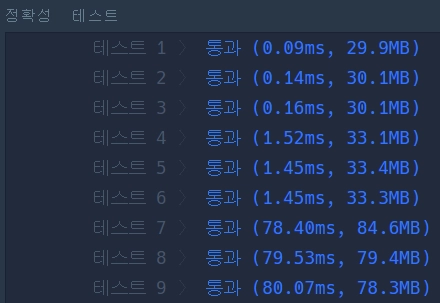 정확성 테스트
테스트 1 〉 통과 (0.09ms, 29.9MB)
테스트 2 〉 통과 (0.14ms, 30.1MB)
테스트 3 〉 통과 (0.16ms, 30.1MB)
테스트 4 〉 통과 (1.52ms, 33.1MB)
테스트 5 〉 통과 (1.45ms, 33.4MB)
테스트 6 〉 통과 (1.45ms, 33.3MB)
테스트 7 〉 통과 (78.40ms, 84.6MB)
테스트 8 〉 통과 (79.53ms, 79.4MB)
테스트 9 〉 통과 (80.07ms, 78.3MB)